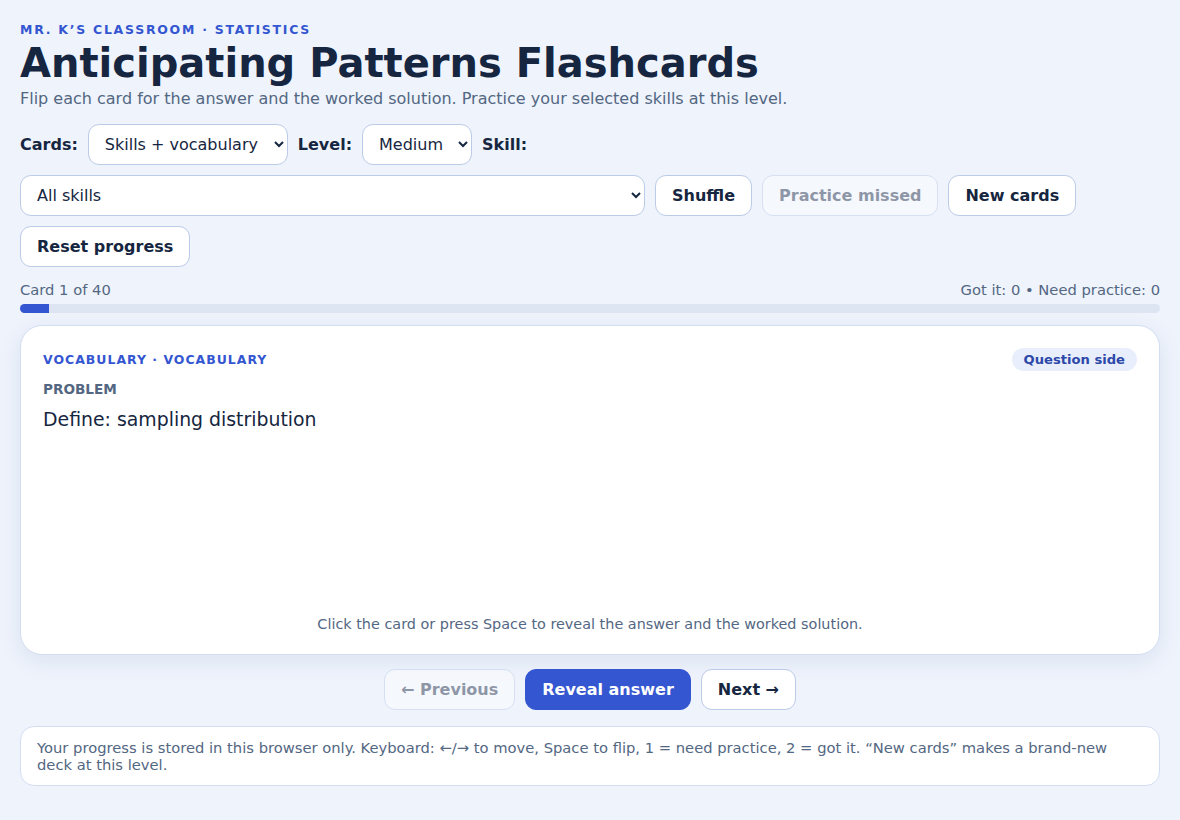 MR. K’S CLASSROOM · STATISTICS
Anticipating Patterns Flashcards
Flip each card for the answer and the worked solution. Practice your selected skills at this level.
Cards: Skills + vocabulary Level: Medium Skill:
All skills Shuffle Practice missed New cards
Reset progress
Card 1 of 40 Got it: 0 • Need practice: 0
VOCABULARY · VOCABULARY Question side
PROBLEM
Define: sampling distribution
Click the card or press Space to reveal the answer and the worked solution.
← Previous Reveal answer Next →
Your progress is stored in this browser only. Keyboard: ←/→ to move, Space to flip, 1 = need practice, 2 = got it. “New cards” makes a brand-new
deck at this level.